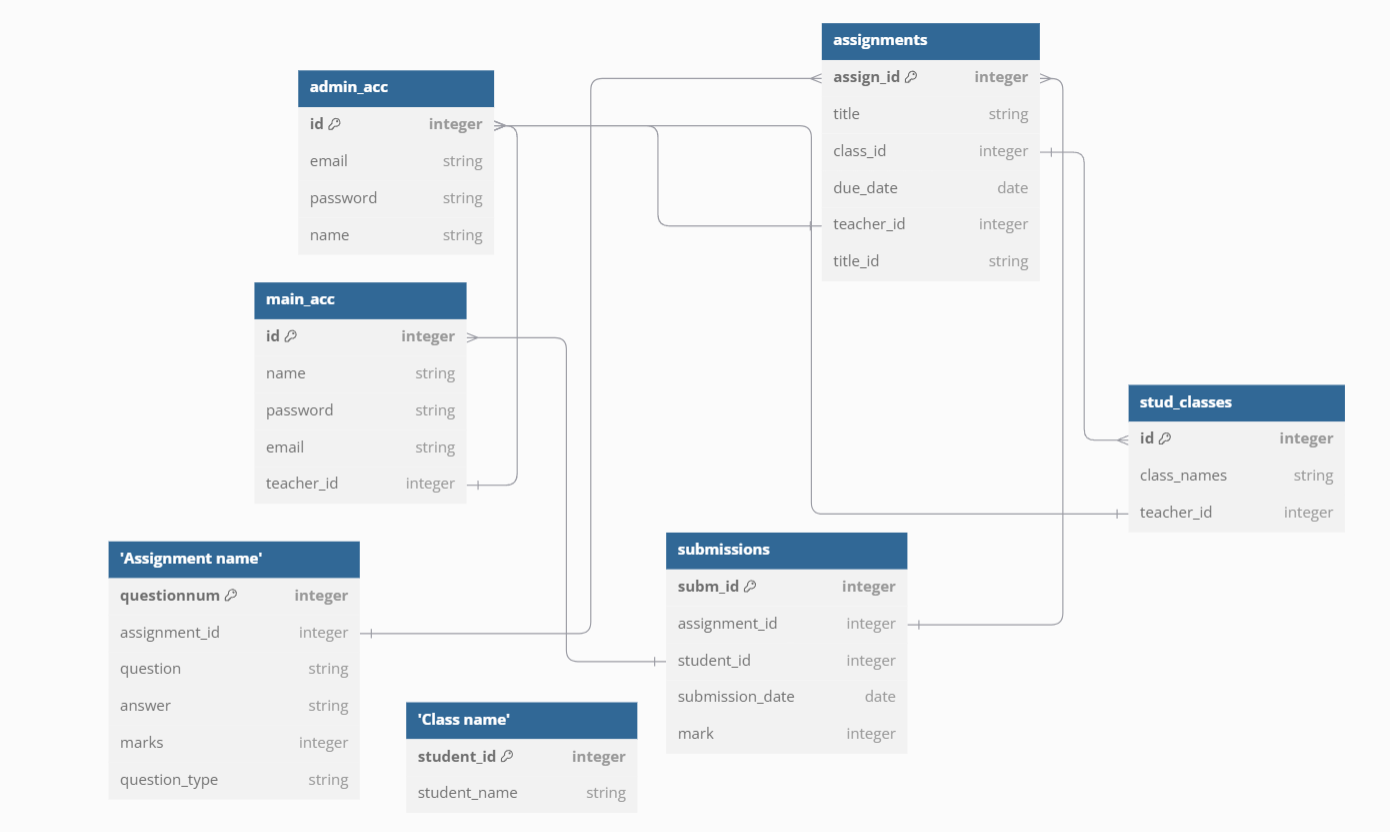 admin_acc
id integer
email string
password string
name string
assignments
assign_id integer
title string
class_id integer
due_date date
teacher_id integer
title_id string
main_acc
id integer
name string
password string
email string
teacher_id integer
stud_classes
id integer
class_names string
teacher_id integer
'Assignment name'
questionnum integer
assignment_id integer
question string
answer string
marks integer
question_type string
submissions
subm_id integer
assignment_id integer
student_id integer
submission_date date
mark integer
'Class name'
student_id integer
student_name string